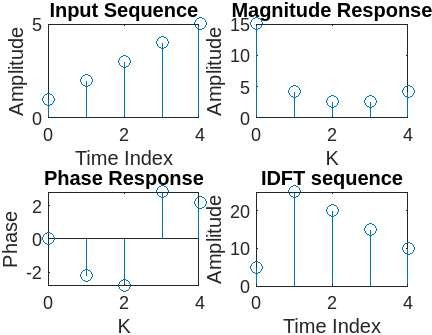 Input Sequence
Magnitude Response
Amplitude
5
0
0 2 4
Time Index
Amplitude
15
10
5
0
0 2 4
K
Phase Response
IDFT sequence
Phase
2
0
-2
0 2 4
K
Amplitude
20
10
0
0 2 4
Time Index